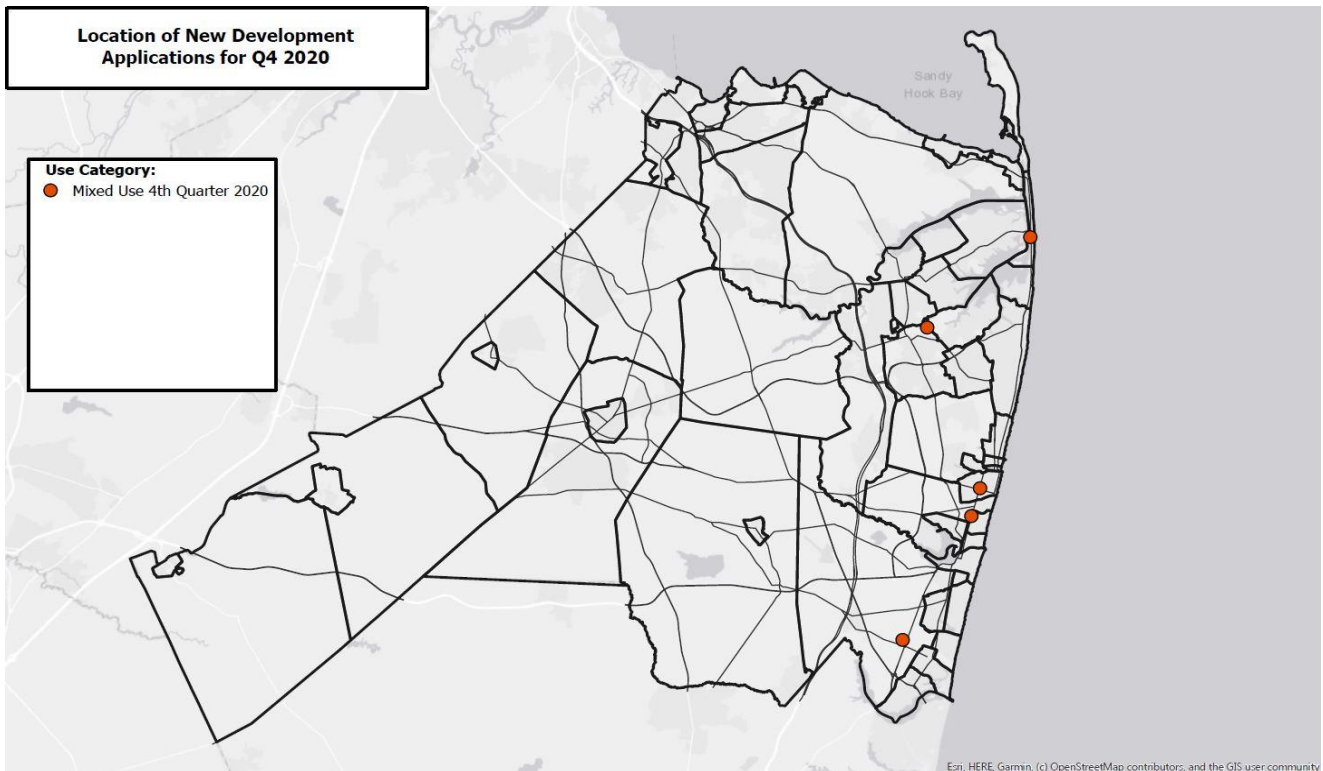 Location of New Development
Applications for Q4 2020
Sandy
Hook Bay
Use Category:
Mixed Use 4th Quarter 2020
Esri, HERE, Garmin, (c) OpenStreetMap contributors, and the GIS user community